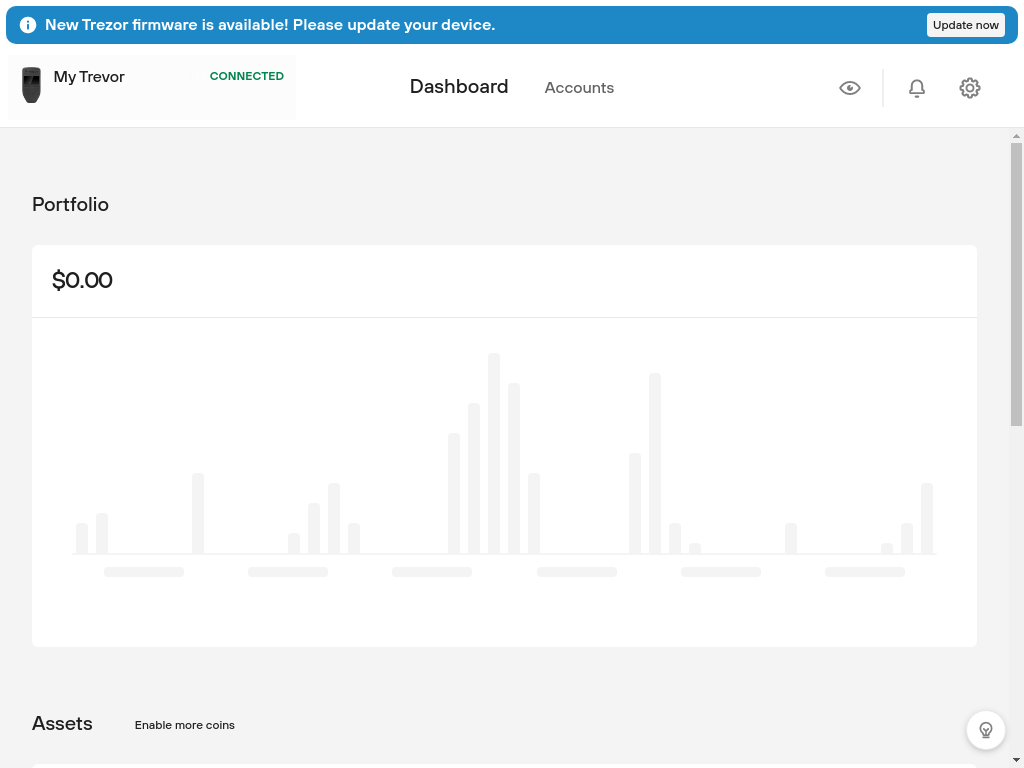 New Trezor firmware is available! Please update your device.
Update now
My Trevor
CONNECTED
Dashboard
Accounts
Portfolio
$0.00
Assets
Enable more coins